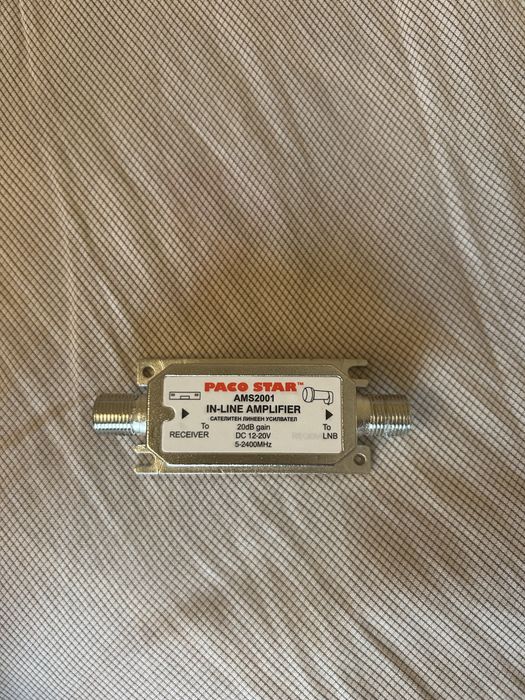 PACO STAR™
AMS2001
IN-LINE AMPLIFIER
САТЕЛИТЕН ЛИНЕЕН УСИЛВАТЕЛ
To
RECEIVER
20dB gain
DC 12-20V
5-2400MHz
To
LNB